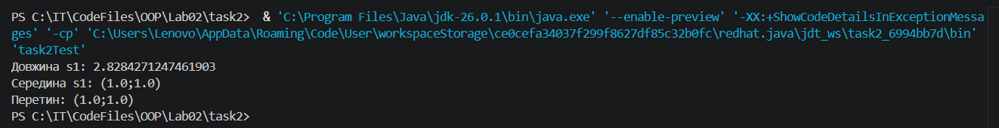 PS C:\IT\CodeFiles\OOP\Lab02\task2>  & 'C:\Program Files\Java\jdk-26.0.1\bin\java.exe' '--enable-preview' '-XX:+ShowCodeDetailsInExceptionMessa
ges' '-cp' 'C:\Users\Lenovo\AppData\Roaming\Code\User\workspaceStorage\ce0cefa34037f299f8627df85c32b0fc\redhat.java\jdt_ws\task2_6994bb7d\bin'
'task2Test'
Довжина s1: 2.8284271247461903
Середина s1: (1.0;1.0)
Перетин: (1.0;1.0)
PS C:\IT\CodeFiles\OOP\Lab02\task2>